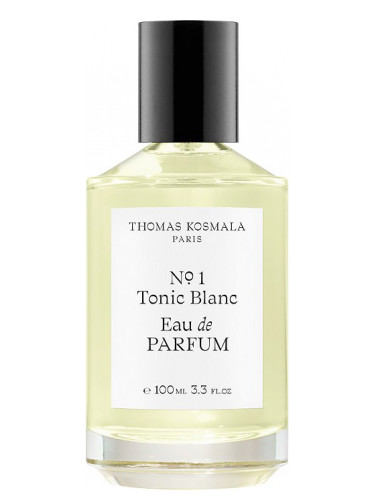 THOMAS KOSMALA
PARIS
Nº 1
Tonic Blanc
Eau de
PARFUM
℮ 100ML 3.3 FL.OZ